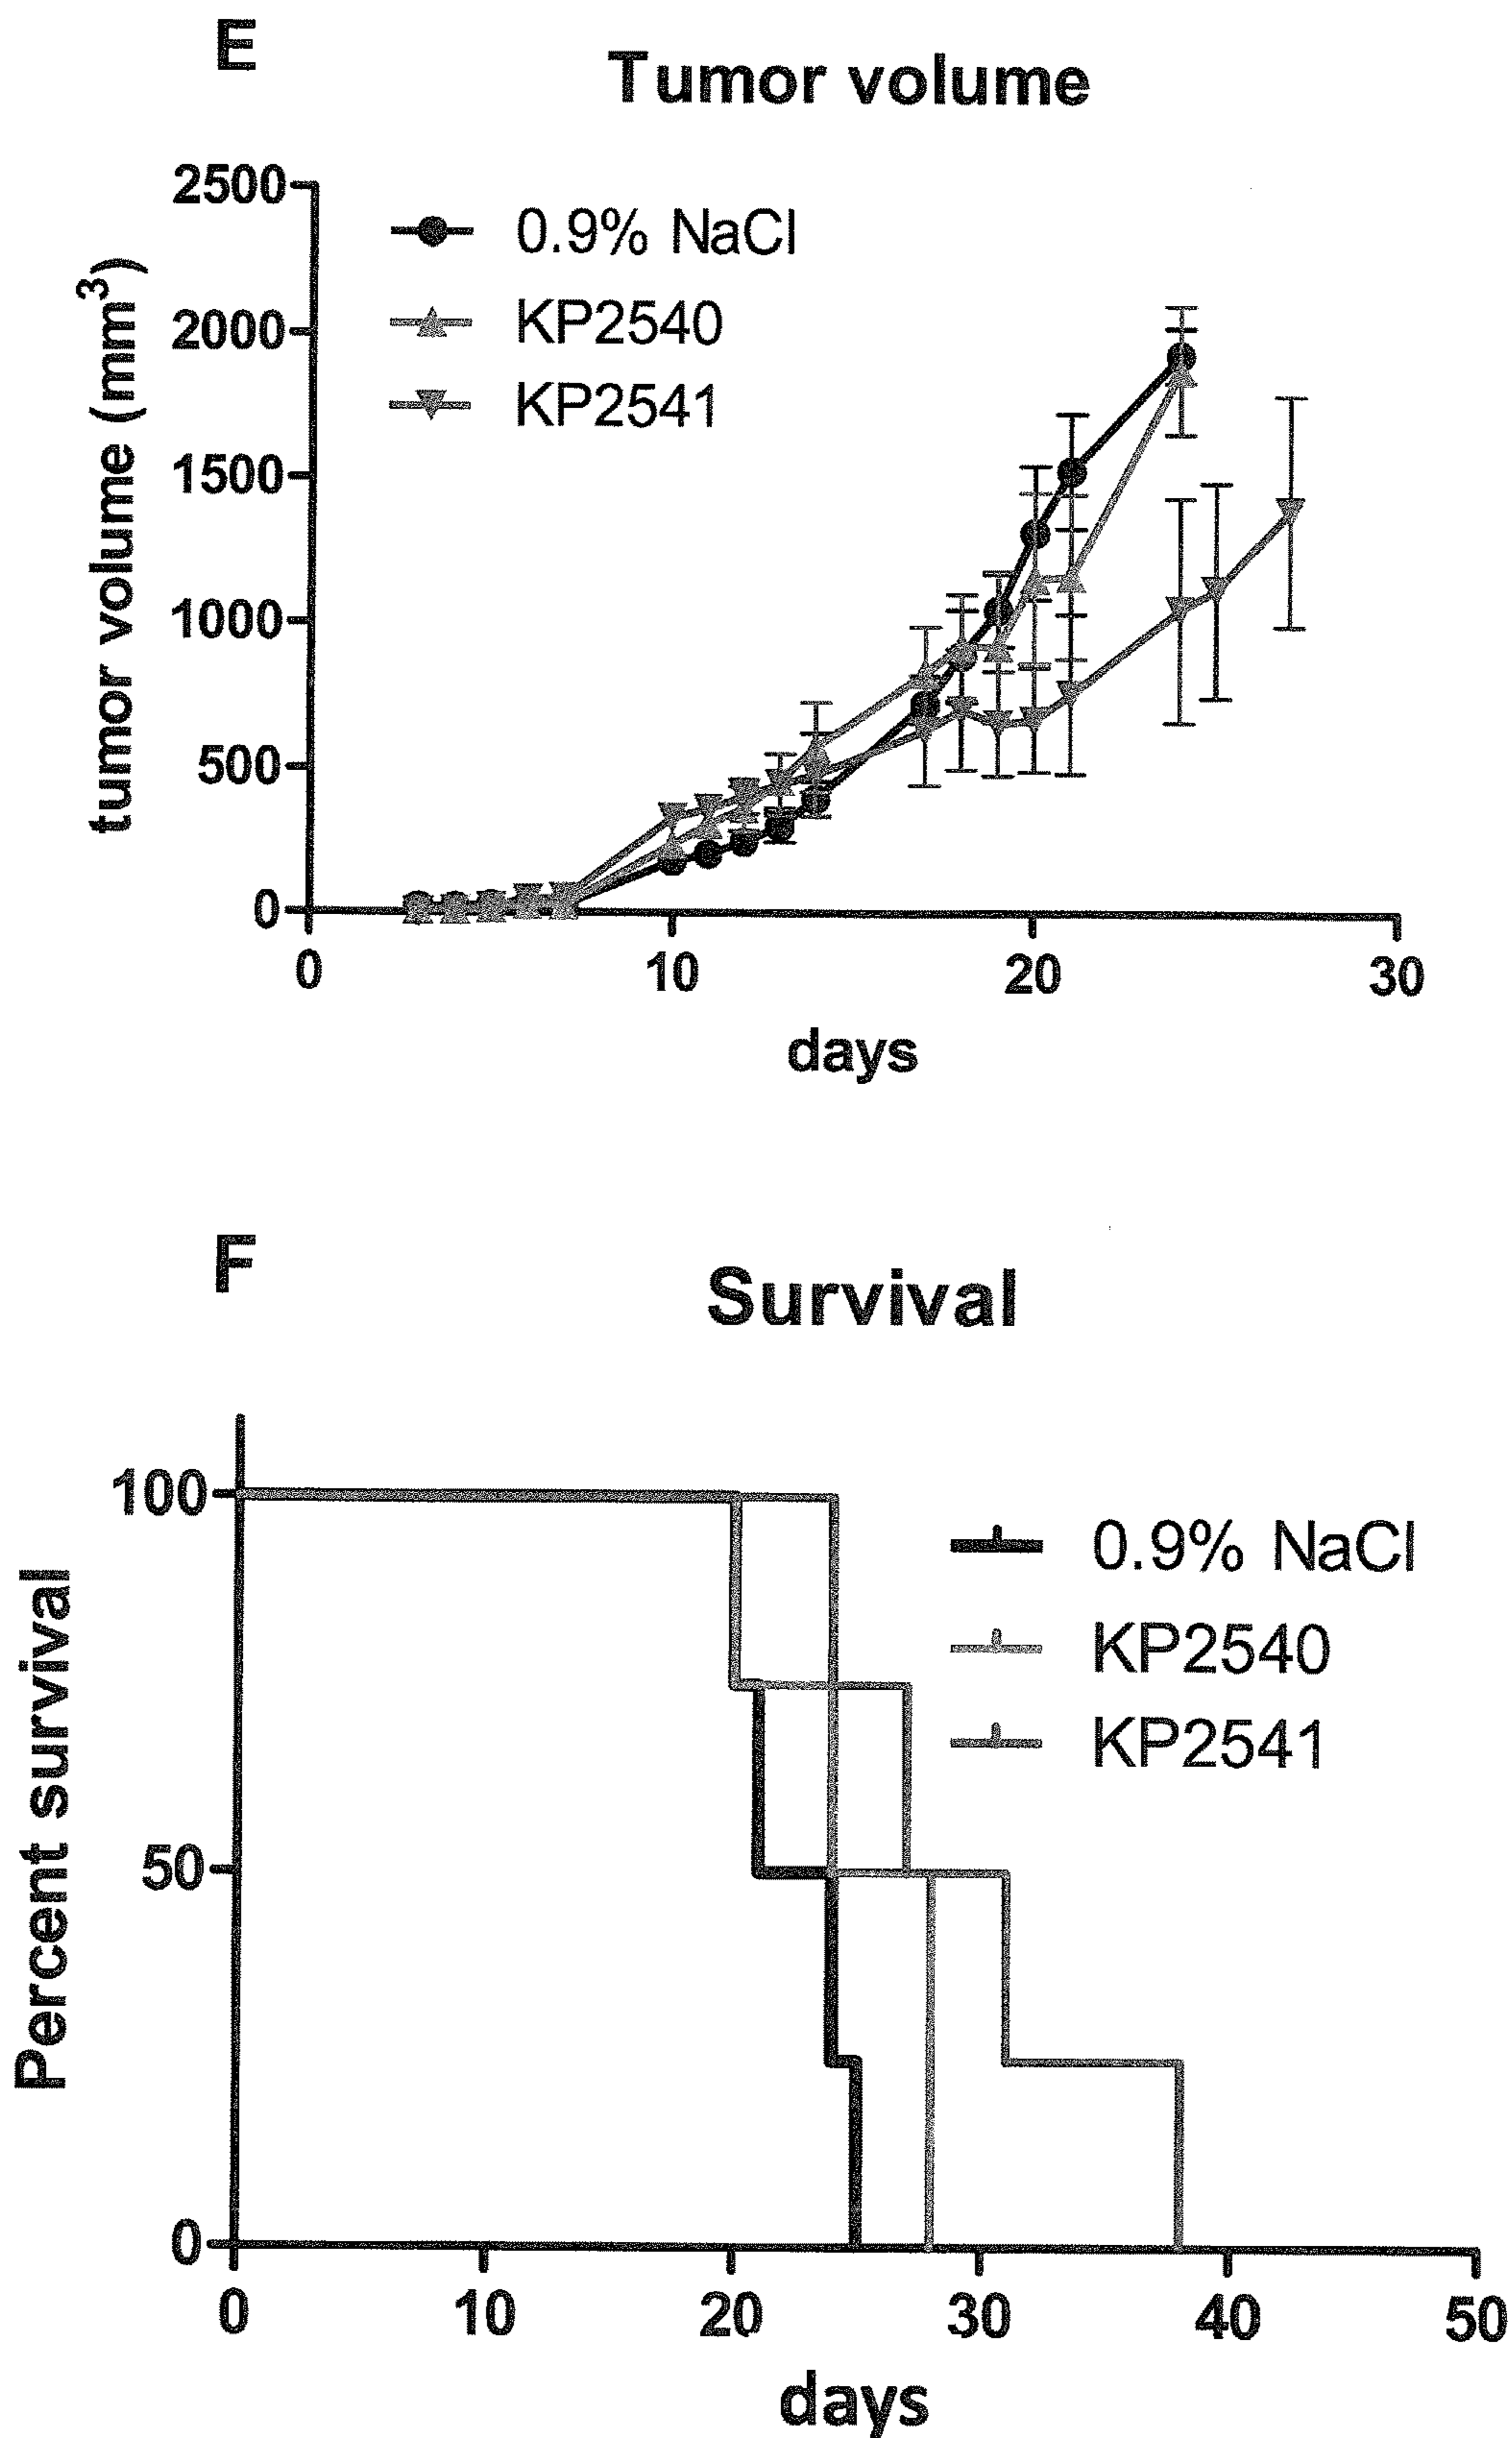 E
Tumor volume
2500
2000
1500
1000
500
0
tumor volume (mm³)
0.9% NaCl
KP2540
KP2541
0 10 20 30
days
F
Survival
100
50
0
Percent survival
0.9% NaCl
KP2540
KP2541
0 10 20 30 40 50
days